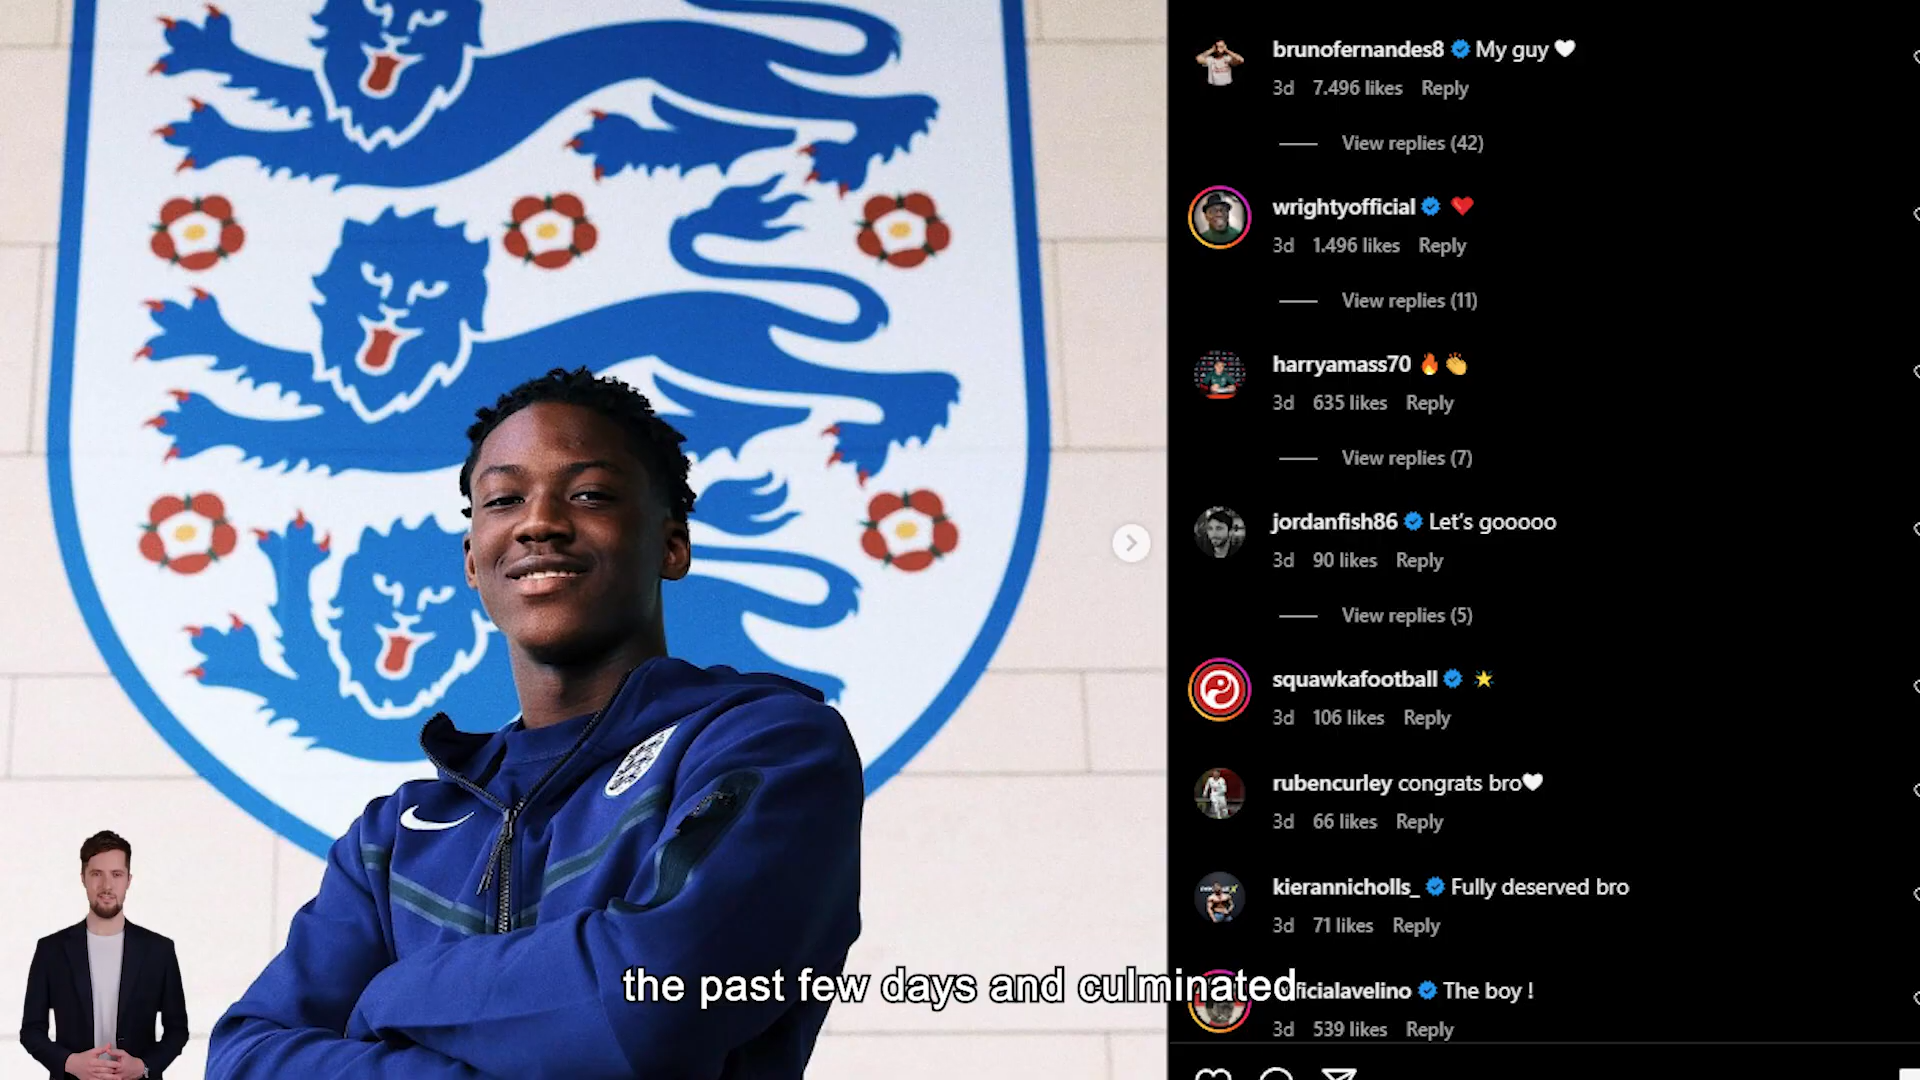 brunofernandes8 My guy 🤍
3d 7.496 likes Reply
View replies (42)
wrightyofficial ❤️
3d 1.496 likes Reply
View replies (11)
harryamass70 🔥👏
3d 635 likes Reply
View replies (7)
jordanfish86 Let's gooooo
3d 90 likes Reply
View replies (5)
squawkafootball 🌟
3d 106 likes Reply
rubencurley congrats bro🤍
3d 66 likes Reply
kierannicholls_ Fully deserved bro
3d 71 likes Reply
the past few days and culminated
ficialavelino The boy !
3d 539 likes Reply